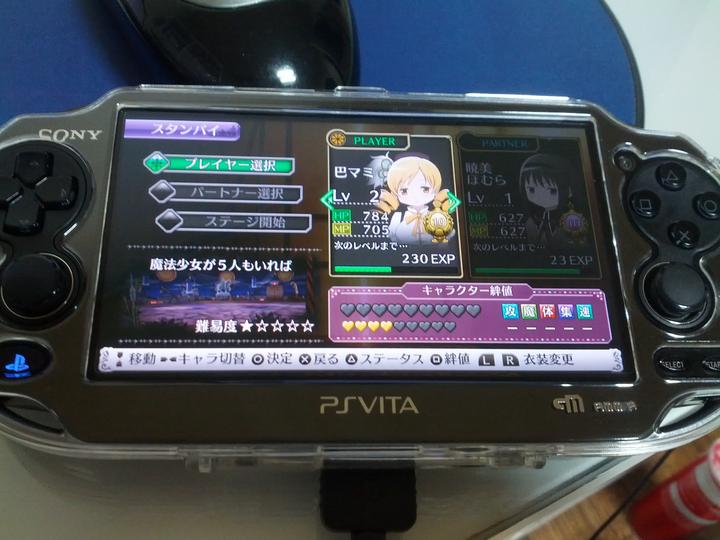 SONY
スタンバイ
プレイヤー選択
パートナー選択
ステージ開始
魔法少女が5人もいれば
難易度★☆☆☆☆
PLAYER
巴マミ
Lv 2
HP 784
MP 705
次のレベルまで…
230 EXP
PARTNER
暁美
ほむら
Lv 1
HP 627
MP 627
次のレベルまで…
23 EXP
キャラクター絆値
攻 魔 体 集 速
– – – – –
移動 キャラ切替 決定 戻る ステータス 絆値 L R 衣装変更
SELECT
START
PSVITA